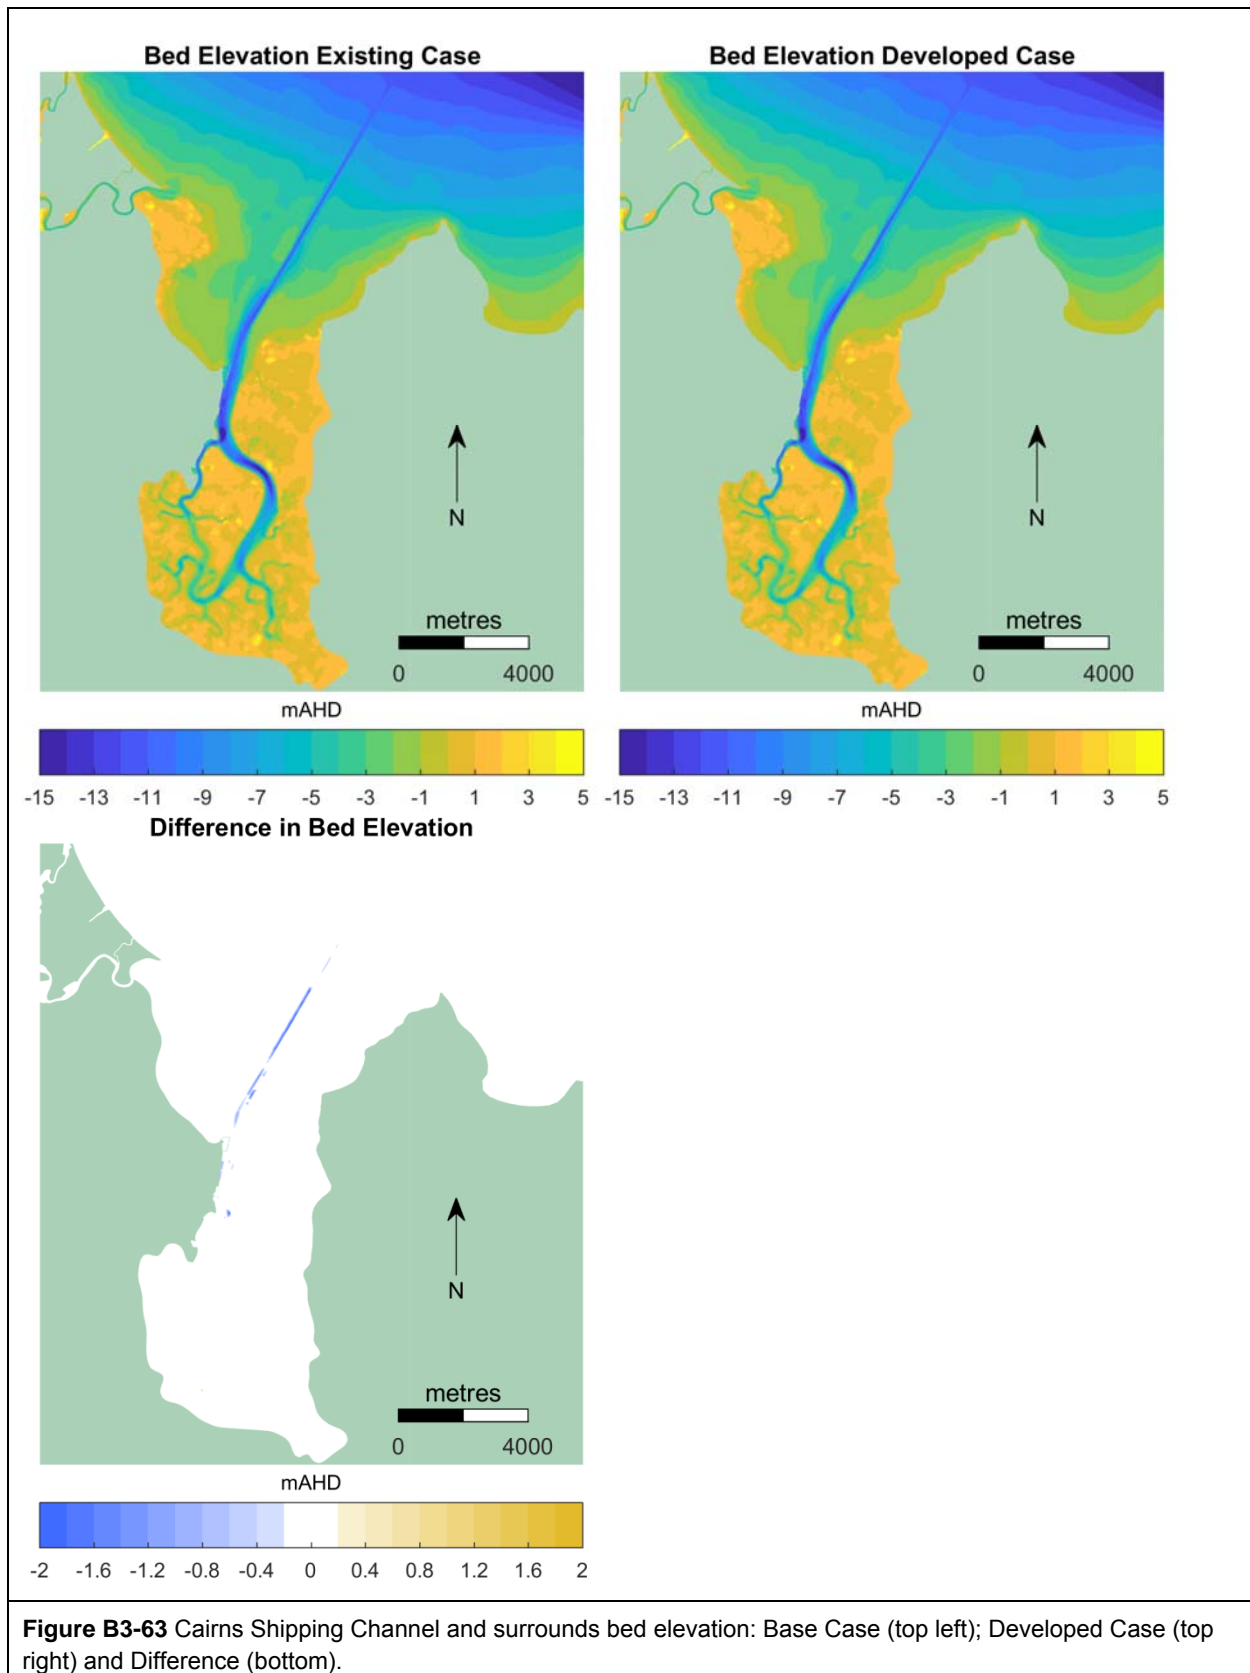 Bed Elevation Existing Case
Bed Elevation Developed Case
N
metres
0 4000
N
metres
0 4000
mAHD
-15 -13 -11 -9 -7 -5 -3 -1 1 3 5
mAHD
-15 -13 -11 -9 -7 -5 -3 -1 1 3 5
Difference in Bed Elevation
N
metres
0 4000
mAHD
-2 -1.6 -1.2 -0.8 -0.4 0 0.4 0.8 1.2 1.6 2
Figure B3-63 Cairns Shipping Channel and surrounds bed elevation: Base Case (top left); Developed Case (top
right) and Difference (bottom).